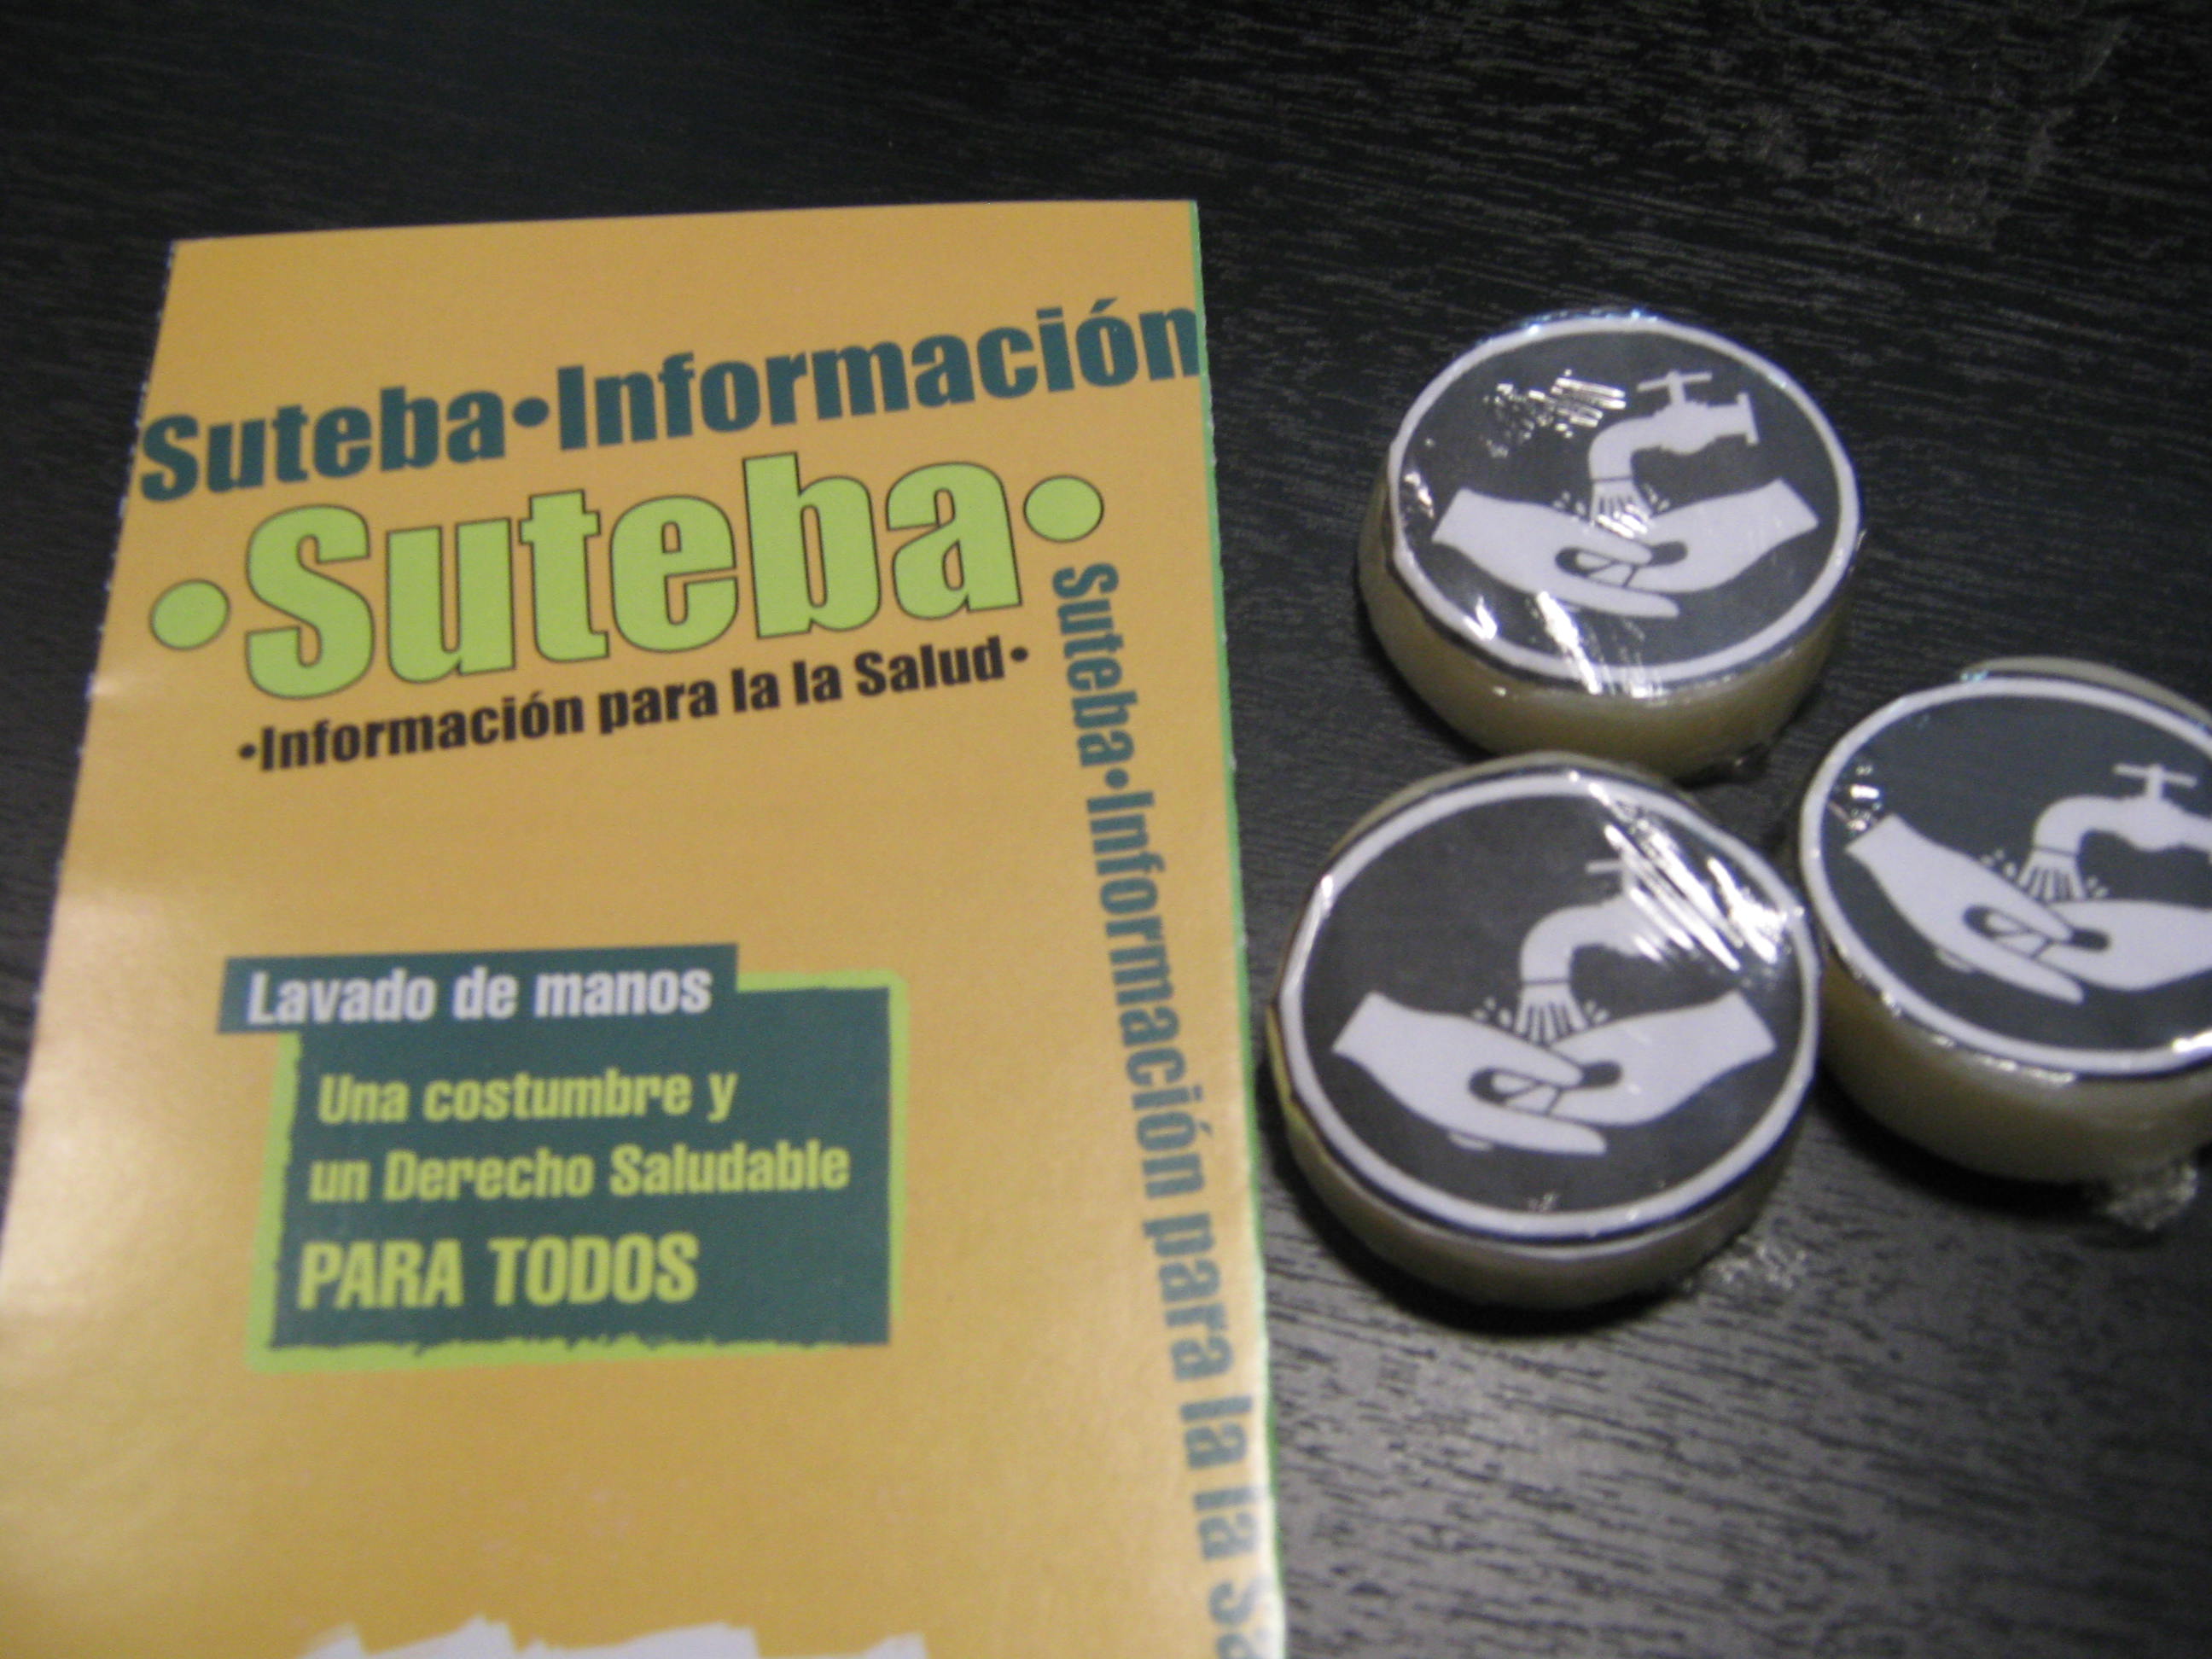 Suteba•Información
•Suteba•
•Información para la la Salud•
Suteba•Información para la la Sa
Lavado de manos
Una costumbre y
un Derecho Saludable
PARA TODOS